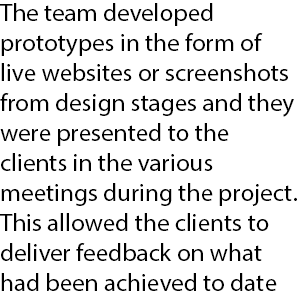 The team developed
prototypes in the form of
live websites or screenshots
from design stages and they
were presented to the
clients in the various
meetings during the project.
This allowed the clients to
deliver feedback on what
had been achieved to date